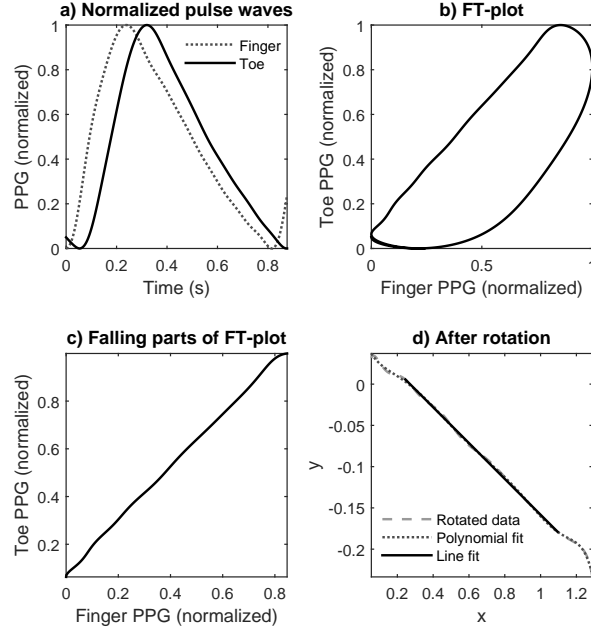 a) Normalized pulse waves
PPG (normalized)
1
0.8
0.6
0.4
0.2
0
0 0.2 0.4 0.6 0.8
Time (s)
Finger
Toe
b) FT-plot
Toe PPG (normalized)
1
0.8
0.6
0.4
0.2
0
0 0.5 1
Finger PPG (normalized)
c) Falling parts of FT-plot
Toe PPG (normalized)
0.8
0.6
0.4
0.2
0 0.2 0.4 0.6 0.8
Finger PPG (normalized)
d) After rotation
y
0
-0.05
-0.1
-0.15
-0.2
0.2 0.4 0.6 0.8 1 1.2
x
Rotated data
Polynomial fit
Line fit